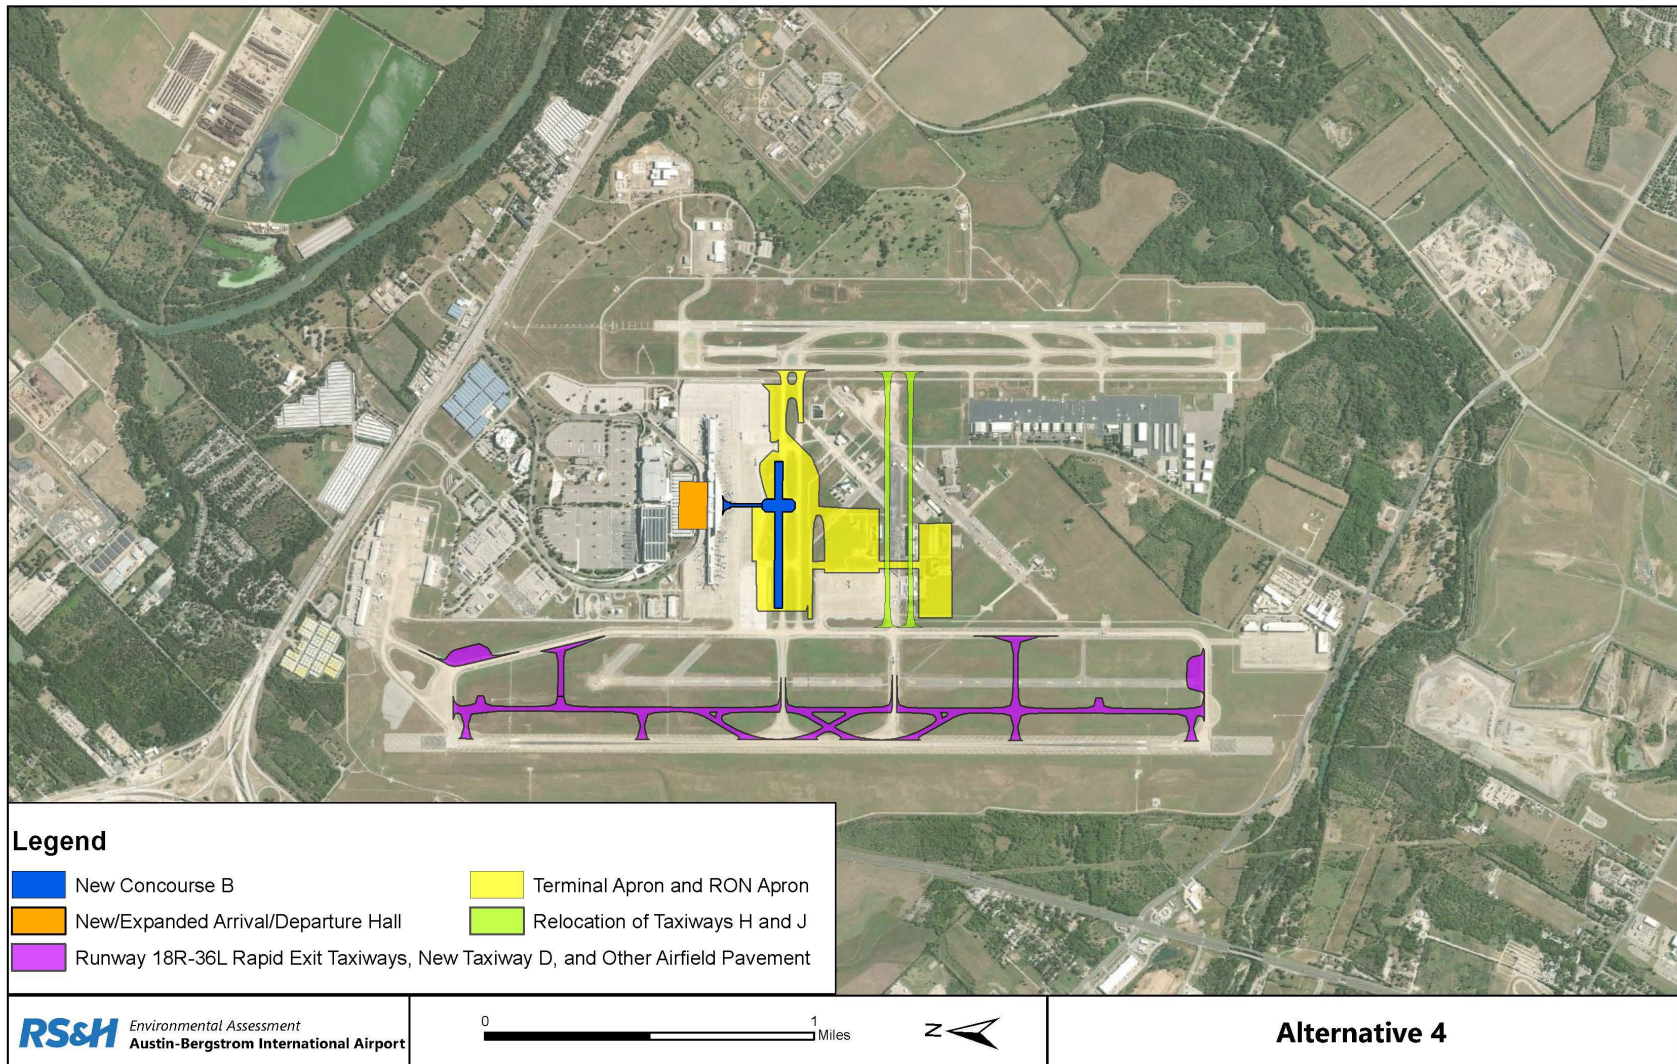 Legend
New Concourse B
Terminal Apron and RON Apron
New/Expanded Arrival/Departure Hall
Relocation of Taxiways H and J
Runway 18R-36L Rapid Exit Taxiways, New Taxiway D, and Other Airfield Pavement
RS&H
Environmental Assessment
Austin-Bergstrom International Airport
0 1
Miles
N
Alternative 4